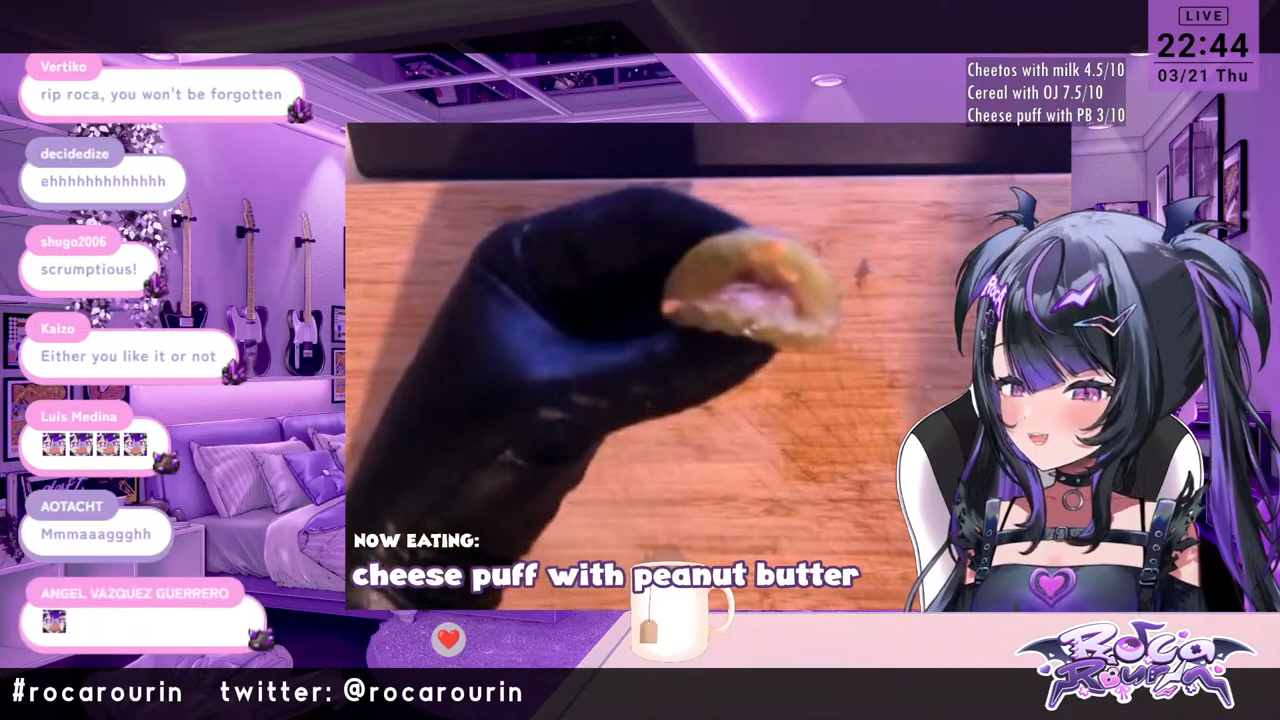 LIVE
22:44
03/21 Thu
Cheetos with milk 4.5/10
Cereal with OJ 7.5/10
Cheese puff with PB 3/10
Vertiko
rip roca, you won't be forgotten
decidedize
ehhhhhhhhhhhhh
shugo2006
scrumptious!
Kaizo
Either you like it or not
Luis Medina
AOTACHT
Mmmaaaggghh
ANGEL VAZQUEZ GUERRERO
NOW EATING:
cheese puff with peanut butter
Roca
Rourin
#rocarourin twitter: @rocarourin